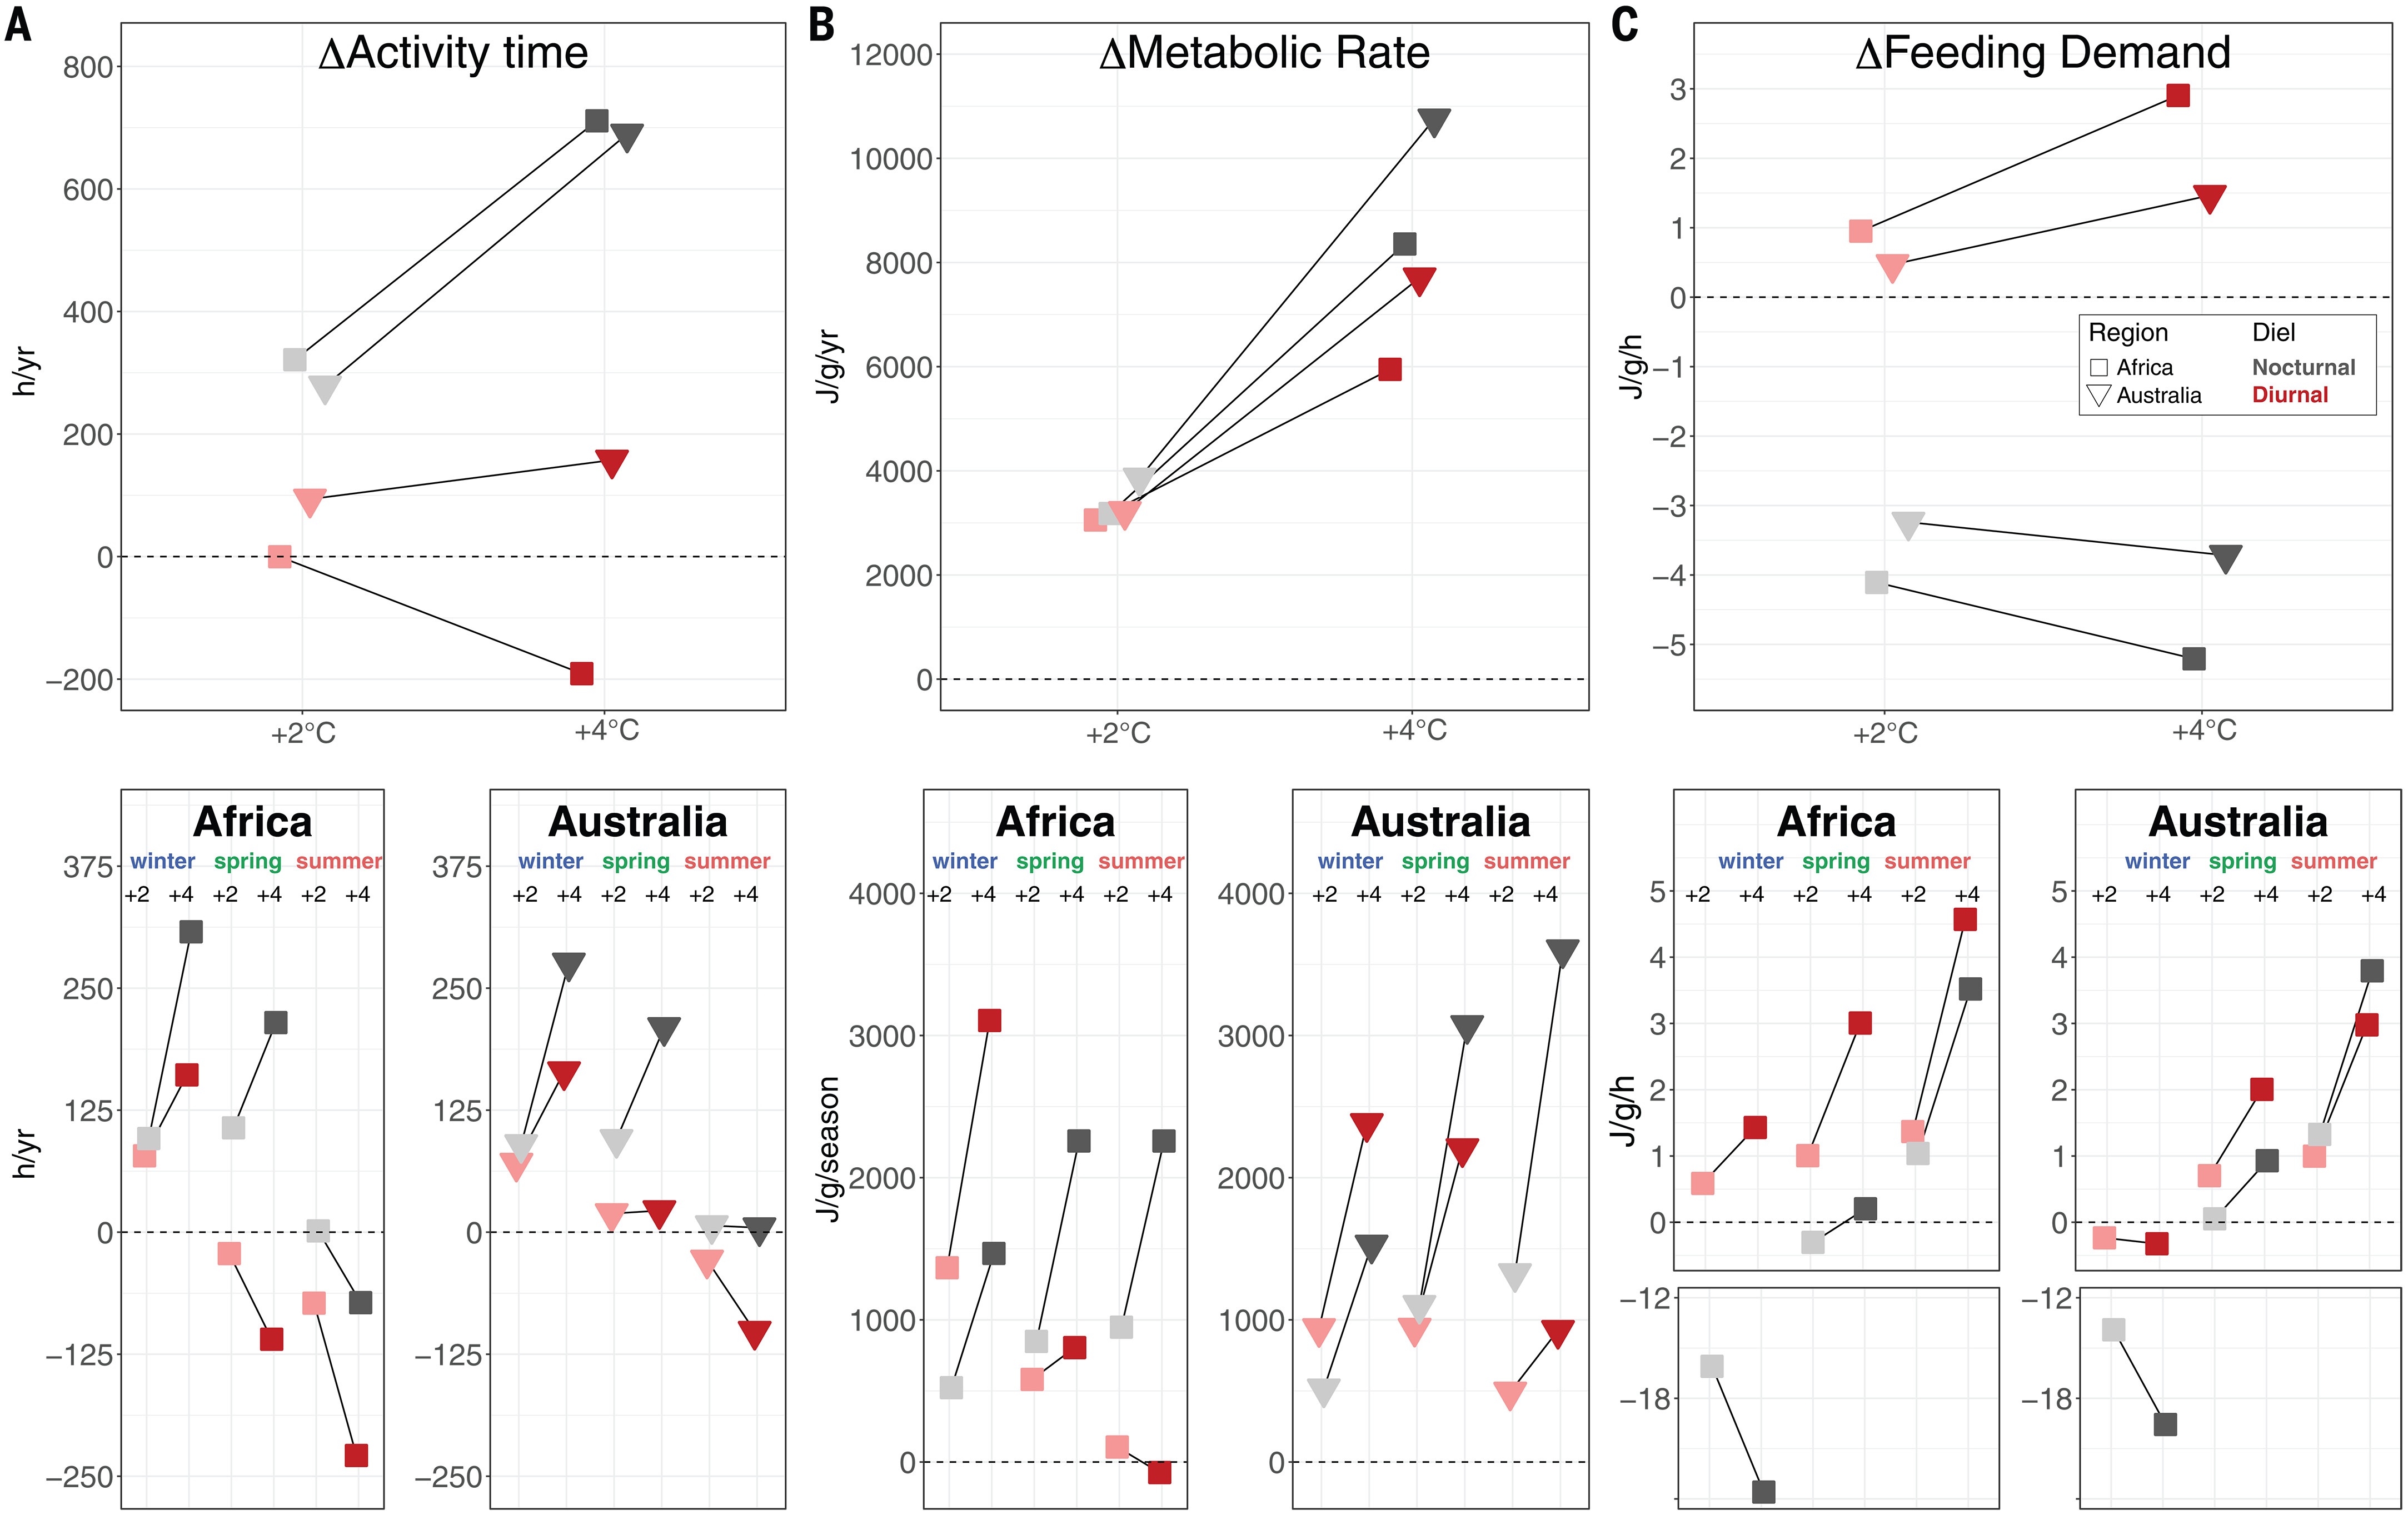 A
ΔActivity time
h/yr
800
600
400
200
0
−200
+2°C
+4°C
B
ΔMetabolic Rate
J/g/yr
12000
10000
8000
6000
4000
2000
0
+2°C
+4°C
C
ΔFeeding Demand
J/g/h
3
2
1
0
−1
−2
−3
−4
−5
Region
Diel
Africa
Nocturnal
Australia
Diurnal
+2°C
+4°C
Africa
winter spring summer
+2 +4 +2 +4 +2 +4
h/yr
375
250
125
0
−125
−250
Australia
winter spring summer
+2 +4 +2 +4 +2 +4
375
250
125
0
−125
−250
Africa
winter spring summer
+2 +4 +2 +4 +2 +4
J/g/season
4000
3000
2000
1000
0
Australia
winter spring summer
+2 +4 +2 +4 +2 +4
4000
3000
2000
1000
0
Africa
winter spring summer
+2 +4 +2 +4 +2 +4
J/g/h
5
4
3
2
1
0
−12
−18
Australia
winter spring summer
+2 +4 +2 +4 +2 +4
5
4
3
2
1
0
−12
−18